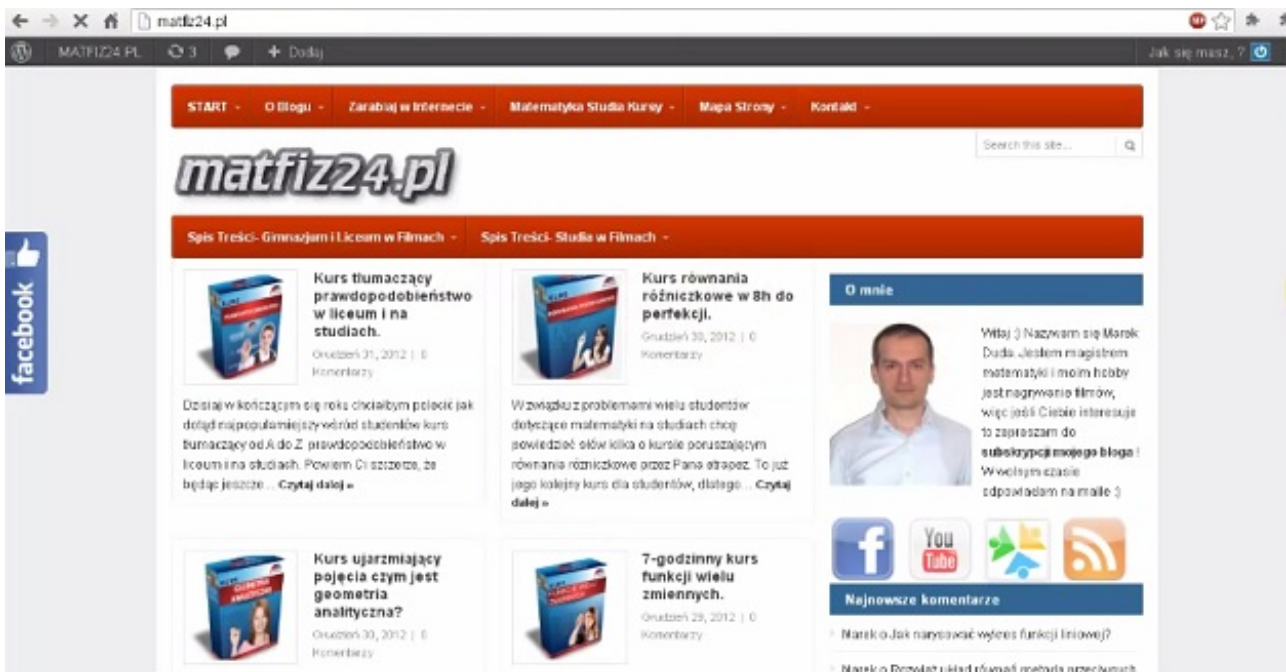 matfiz24.pl
MATFIZ24.PL 3 + Dodaj Jak się masz, ?
START O Blogu Zarabiaj w Internecie Matematyka Studia Kursy Mapa Strony Kontakt
Search this site...
matfiz24.pl
Spis Treści- Gimnazjum i Liceum w Filmach Spis Treści- Studia w Filmach
facebook
Kurs tłumaczący
prawdopodobieństwo
w liceum i na
studiach.
Grudzień 31, 2012 | 0
Komentarzy
Dzisiaj w kończącym się roku chciałbym polecić jak
dotąd najpopularniejszy wśród studentów kurs
tłumaczący od A do Z prawdopodobieństwo w
liceum i na studiach. Powiem Ci szczerze, że
będąc jeszcze... Czytaj dalej »
Kurs równania
różniczkowe w 8h do
perfekcji.
Grudzień 30, 2012 | 0
Komentarzy
W związku z problemami wielu studentów
dotyczące matematyki na studiach chcę
powiedzieć słów kilka o kursie poruszającym
równania różniczkowe przez Pana etrapez. To już
jego kolejny kurs dla studentów, dlatego... Czytaj
dalej »
O mnie
Witaj :) Nazywam się Marek
Duda. Jestem magistrem
matematyki i moim hobby
jest nagrywanie filmów,
więc jeśli Ciebie interesuje
to zapraszam do
subskrypcji mojego bloga !
W wolnym czasie
odpowiadam na maile :)
You
Tube
Kurs ujarzmiający
pojęcia czym jest
geometria
analityczna?
Grudzień 30, 2012 | 0
Komentarzy
7-godzinny kurs
funkcji wielu
zmiennych.
Grudzień 29, 2012 | 0
Komentarzy
Najnowsze komentarze
Marek o Jak narysować wykres funkcji liniowej?
Marek o Rozwiąż układ równań metodą przeciwnych